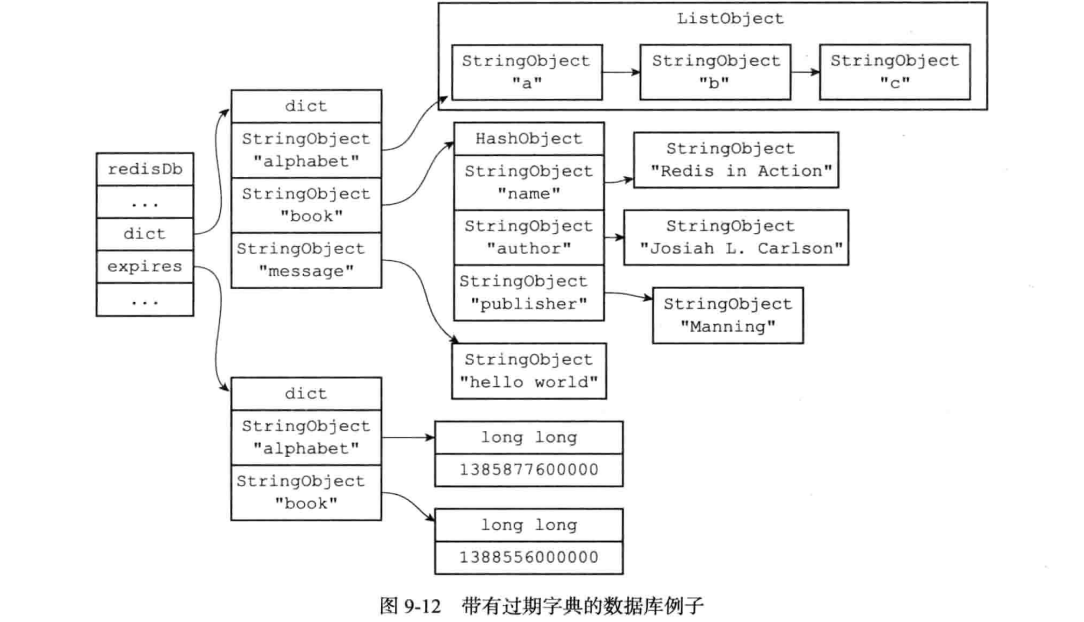 ListObject
StringObject
"a"
StringObject
"b"
StringObject
"c"
dict
StringObject
"alphabet"
StringObject
"book"
StringObject
"message"
HashObject
StringObject
"name"
StringObject
"author"
StringObject
"publisher"
StringObject
"Redis in Action"
StringObject
"Josiah L. Carlson"
StringObject
"Manning"
redisDb
...
dict
expires
...
StringObject
"hello world"
dict
StringObject
"alphabet"
StringObject
"book"
long long
1385877600000
long long
1388556000000
图 9-12 带有过期字典的数据库例子